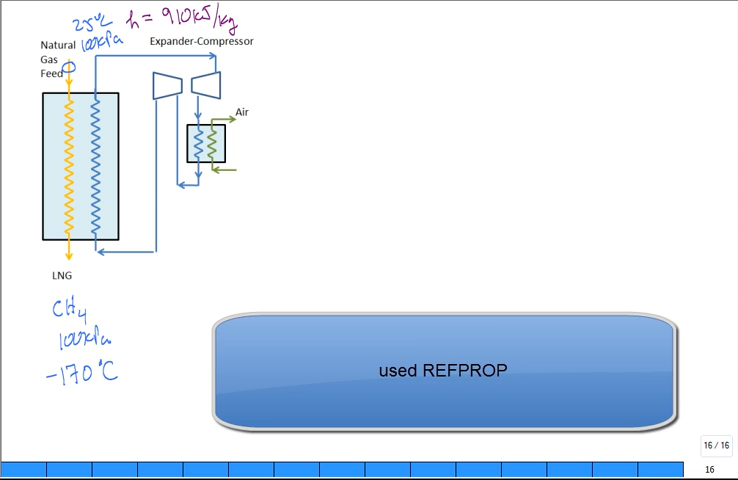 25°C h = 910kJ/kg
Natural 100kPa
Gas
Feed
Expander-Compressor
Air
LNG
CH4
100kPa
-170°C
used REFPROP
16 / 16
16